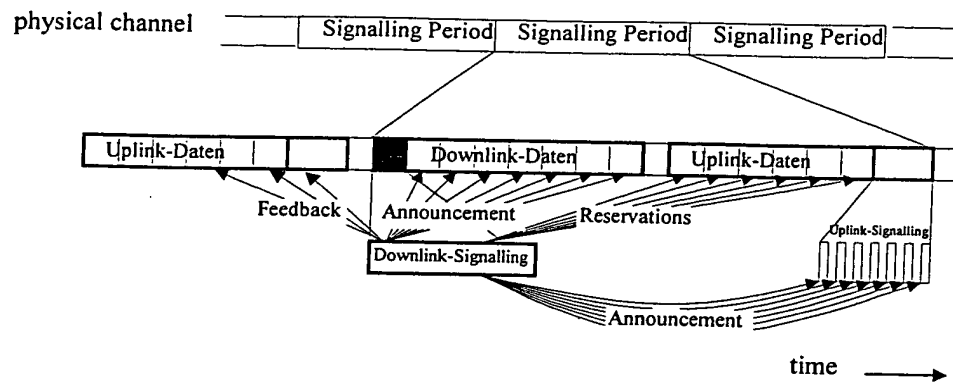 physical channel
Signalling Period
Signalling Period
Signalling Period
Uplink-Daten
Downlink-Daten
Uplink-Daten
Feedback
Announcement
Reservations
Uplink-Signalling
Downlink-Signalling
Announcement
time